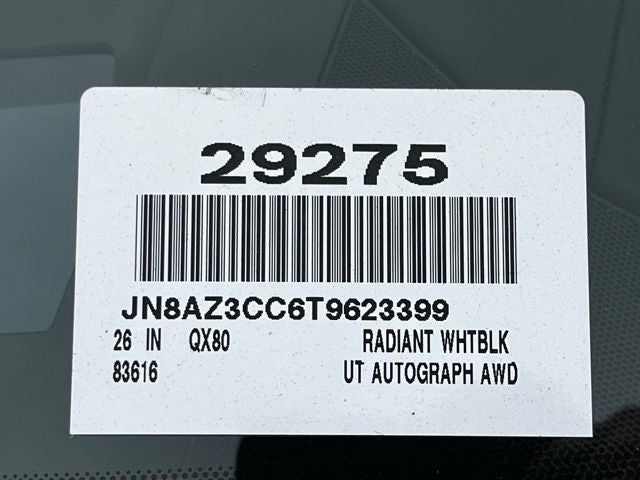 29275
JN8AZ3CC6T9623399
26 IN QX80 RADIANT WHTBLK
83616 UT AUTOGRAPH AWD